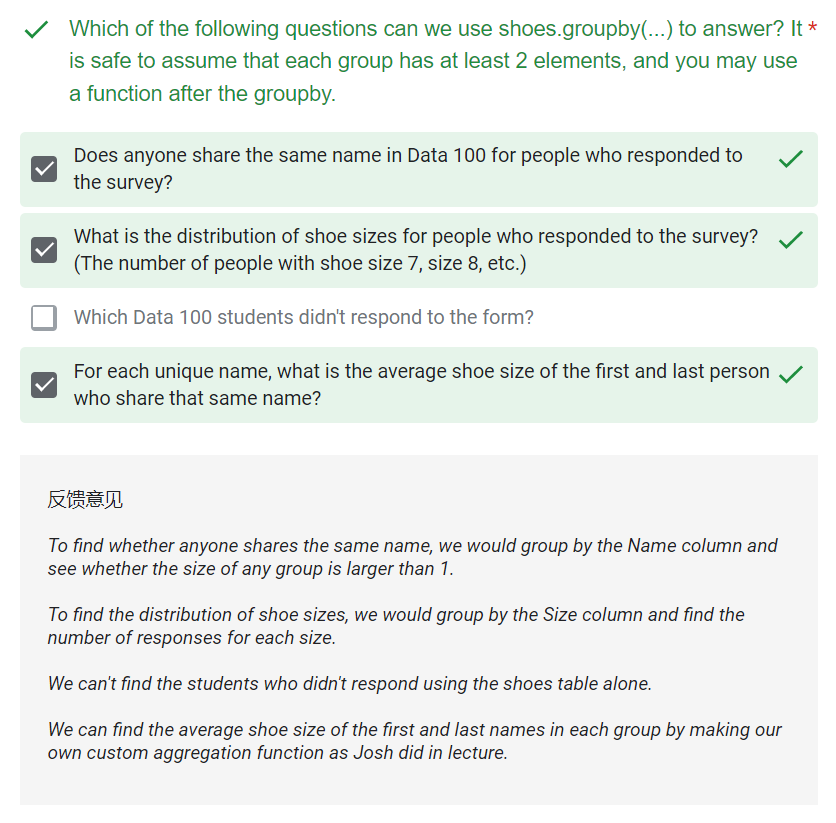 Which of the following questions can we use shoes.groupby(...) to answer? It *
is safe to assume that each group has at least 2 elements, and you may use
a function after the groupby.
Does anyone share the same name in Data 100 for people who responded to
the survey?
What is the distribution of shoe sizes for people who responded to the survey?
(The number of people with shoe size 7, size 8, etc.)
Which Data 100 students didn't respond to the form?
For each unique name, what is the average shoe size of the first and last person
who share that same name?
反馈意见
To find whether anyone shares the same name, we would group by the Name column and
see whether the size of any group is larger than 1.
To find the distribution of shoe sizes, we would group by the Size column and find the
number of responses for each size.
We can't find the students who didn't respond using the shoes table alone.
We can find the average shoe size of the first and last names in each group by making our
own custom aggregation function as Josh did in lecture.